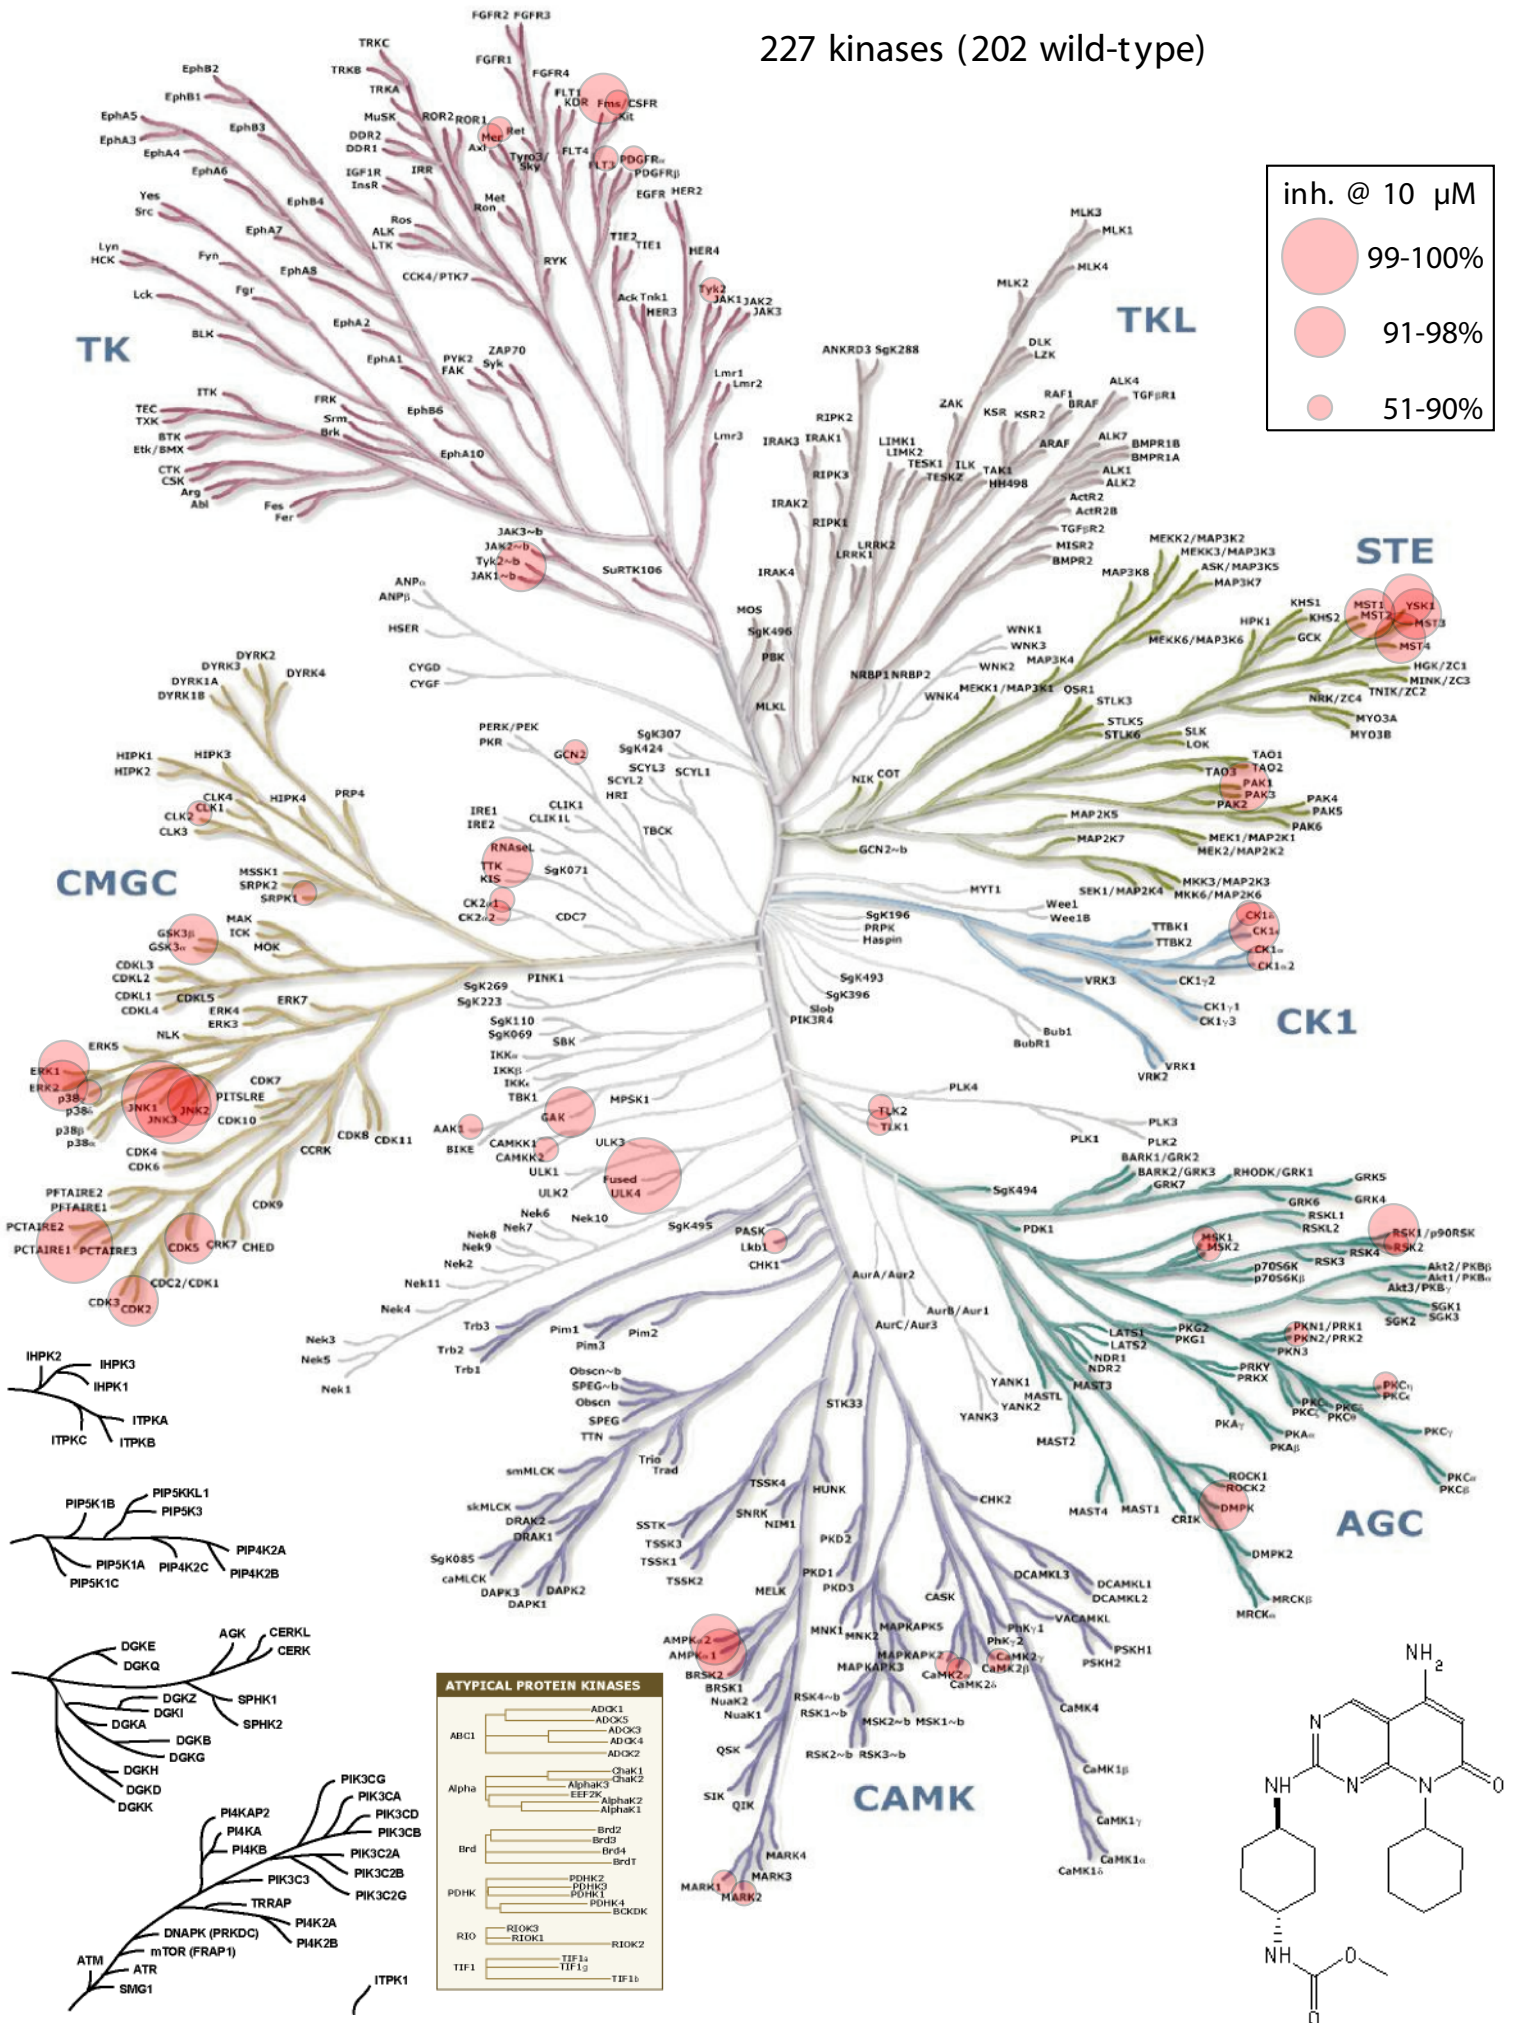 227 kinases (202 wild-type)
inh. @ 10 µM
99-100%
91-98%
51-90%
TK
FGFR2 FGFR3
TRKC
TRKB
TRKA
FGFR1
FGFR4
FLT1
KDR
Fms/CSFR
Kit
EphB2
EphB1
EphA5
EphA3
EphB3
EphA4
EphA6
MuSK
ROR2
ROR1
DDR2
DDR1
Mer
Ret
Axl
Tyro3/
Sky
FLT4
FLT3
PDGFRα
PDGFRβ
IGF1R
InsR
IRR
EGFR
HER2
Yes
Src
EphB4
Met
Ron
Ros
ALK
LTK
EphA7
TIE2
TIE1
HER4
Lyn
HCK
Fyn
EphA8
CCK4/PTK7
RYK
Lck
Fgr
Ack
Tnk1
HER3
Tyk2
JAK1
JAK2
JAK3
BLK
EphA2
EphA1
PYK2
FAK
ZAP70
Syk
Lmr1
Lmr2
Lmr3
ITK
FRK
TEC
TXK
Srm
Brk
EphB6
BTK
Etk/BMX
EphA10
CTK
CSK
Arg
Abl
Fes
Fer
JAK3~b
JAK2~b
Tyk2~b
JAK1~b
SuRTK106
ANPα
ANPβ
HSER
CYGD
CYGF
TKL
MLK3
MLK1
MLK4
MLK2
DLK
LZK
ANKRD3
SgK288
ZAK
KSR
KSR2
RAF1
BRAF
ARAF
ALK4
TGFβR1
RIPK2
IRAK3
IRAK1
RIPK3
LIMK1
LIMK2
TESK1
TESK2
ILK
TAK1
HH498
ALK7
BMPR1B
BMPR1A
ALK1
ALK2
ActR2
ActR2B
TGFβR2
MISR2
BMPR2
IRAK2
RIPK1
LRRK2
LRRK1
IRAK4
MOS
SgK496
PBK
MLKL
NRBP1
NRBP2
WNK1
WNK3
WNK2
WNK4
STE
MEKK2/MAP3K2
MEKK3/MAP3K3
ASK/MAP3K5
MAP3K8
MAP3K7
MEKK6/MAP3K6
MAP3K4
MEKK1/MAP3K1
KHS1
KHS2
HPK1
GCK
MST1
MST2
YSK1
MST3
MST4
HGK/ZC1
MINK/ZC3
TNIK/ZC2
NRK/ZC4
MYO3A
MYO3B
OSR1
STLK3
STLK5
STLK6
SLK
LOK
TAO1
TAO2
TAO3
PAK1
PAK3
PAK2
PAK4
PAK5
PAK6
NIK
COT
MAP2K5
MAP2K7
MEK1/MAP2K1
MEK2/MAP2K2
GCN2~b
SEK1/MAP2K4
MKK3/MAP2K3
MKK6/MAP2K6
CK1
MYT1
Wee1
Wee1B
SgK196
PRPK
Haspin
TTBK1
TTBK2
CK1δ
CK1ε
CK1α
CK1α2
VRK3
CK1γ2
CK1γ1
CK1γ3
SgK493
SgK396
Slob
PIK3R4
Bub1
BubR1
VRK1
VRK2
CMGC
DYRK2
DYRK3
DYRK1A
DYRK1B
DYRK4
HIPK1
HIPK2
HIPK3
HIPK4
PRP4
CLK4
CLK1
CLK2
CLK3
MSSK1
SRPK2
SRPK1
GSK3β
GSK3α
MAK
ICK
MOK
CDKL3
CDKL2
CDKL1
CDKL4
CDKL5
ERK7
ERK4
ERK3
NLK
ERK5
ERK1
ERK2
p38γ
p38δ
p38β
p38α
JNK1
JNK2
JNK3
CDK7
PITSLRE
CDK10
CDK4
CDK6
CCRK
CDK8
CDK11
PFTAIRE2
PFTAIRE1
PCTAIRE2
PCTAIRE1
PCTAIRE3
CDK9
CDK5
CRK7
CHED
CDC2/CDK1
CDK3
CDK2
PERK/PEK
PKR
GCN2
SgK307
SgK424
SCYL3
SCYL2
SCYL1
HRI
IRE1
IRE2
CLIK1
CLIK1L
TBCK
RNAseL
TTK
KIS
SgK071
CK2α1
CK2α2
CDC7
PINK1
SgK269
SgK223
SgK110
SgK069
SBK
IKKα
IKKβ
IKKε
TBK1
MPSK1
GAK
AAK1
BIKE
CAMKK1
CAMKK2
ULK3
ULK1
ULK2
Fused
ULK4
Nek6
Nek7
Nek10
Nek8
Nek9
Nek2
Nek11
Nek4
Nek3
Nek5
Nek1
SgK495
PASK
Lkb1
CHK1
PLK4
TLK2
TLK1
PLK3
PLK1
PLK2
AurA/Aur2
AurB/Aur1
AurC/Aur3
YANK1
YANK2
YANK3
AGC
BARK1/GRK2
BARK2/GRK3
RHODK/GRK1
GRK5
GRK7
GRK6
GRK4
SgK494
PDK1
RSKL1
RSKL2
MSK1
MSK2
RSK1/p90RSK
RSK2
RSK4
RSK3
p70S6K
p70S6Kβ
Akt2/PKBβ
Akt1/PKBα
Akt3/PKBγ
SGK1
SGK2
SGK3
LATS1
LATS2
NDR1
NDR2
PKG2
PKG1
PKN1/PRK1
PKN2/PRK2
PKN3
PRKY
PRKX
MASTL
MAST3
MAST2
MAST4
MAST1
PKAγ
PKAα
PKAβ
PKCη
PKCε
PKCθ
PKCγ
PKCα
PKCβ
ROCK1
ROCK2
DMPK
CRIK
DMPK2
MRCKβ
MRCKα
CAMK
Trb3
Trb2
Trb1
Pim1
Pim2
Pim3
Obscn~b
SPEG~b
Obscn
SPEG
TTN
STK33
smMLCK
Trio
Trad
skMLCK
DRAK2
DRAK1
SgK085
caMLCK
DAPK3
DAPK2
DAPK1
TSSK4
SSTK
TSSK3
TSSK1
TSSK2
SNRK
NIM1
HUNK
MELK
PKD2
PKD1
PKD3
CHK2
CASK
DCAMKL3
DCAMKL1
DCAMKL2
VACAMKL
PhKγ1
PhKγ2
PSKH1
PSKH2
MNK1
MNK2
MAPKAPK5
MAPKAPK2
MAPKAPK3
CaMK2γ
CaMK2β
CaMK2α
CaMK2δ
AMPKα2
AMPKα1
BRSK2
BRSK1
NuaK2
NuaK1
RSK4~b
RSK1~b
MSK2~b
MSK1~b
RSK2~b
RSK3~b
QSK
SIK
QIK
MARK4
MARK3
MARK1
MARK2
CaMK4
CaMK1β
CaMK1γ
CaMK1α
CaMK1δ
IHPK2
IHPK3
IHPK1
ITPKA
ITPKC
ITPKB
PIP5K1B
PIP5KKL1
PIP5K3
PIP5K1A
PIP5K1C
PIP4K2C
PIP4K2A
PIP4K2B
DGKE
DGKQ
AGK
CERKL
CERK
DGKZ
DGKI
DGKA
SPHK1
SPHK2
DGKB
DGKG
DGKH
DGKD
DGKK
PIK3CG
PIK3CA
PIK3CD
PIK3CB
PI4KAP2
PI4KA
PI4KB
PIK3C2A
PIK3C2B
PIK3C2G
PIK3C3
TRRAP
PI4K2A
PI4K2B
DNAPK (PRKDC)
mTOR (FRAP1)
ATM
ATR
SMG1
ITPK1
ATYPICAL PROTEIN KINASES
ABC1
ADCK1
ADCK5
ADCK3
ADCK4
ADCK2
Alpha
ChaK1
ChaK2
AlphaK3
EEF2K
AlphaK2
AlphaK1
Brd
Brd2
Brd3
Brd4
BrdT
PDHK
PDHK2
PDHK3
PDHK1
PDHK4
BCKDK
RIO
RIOK3
RIOK1
RIOK2
TIF1
TIF1a
TIF1g
TIF1b
NH2
N
NH
N
N
O
NH
O
O